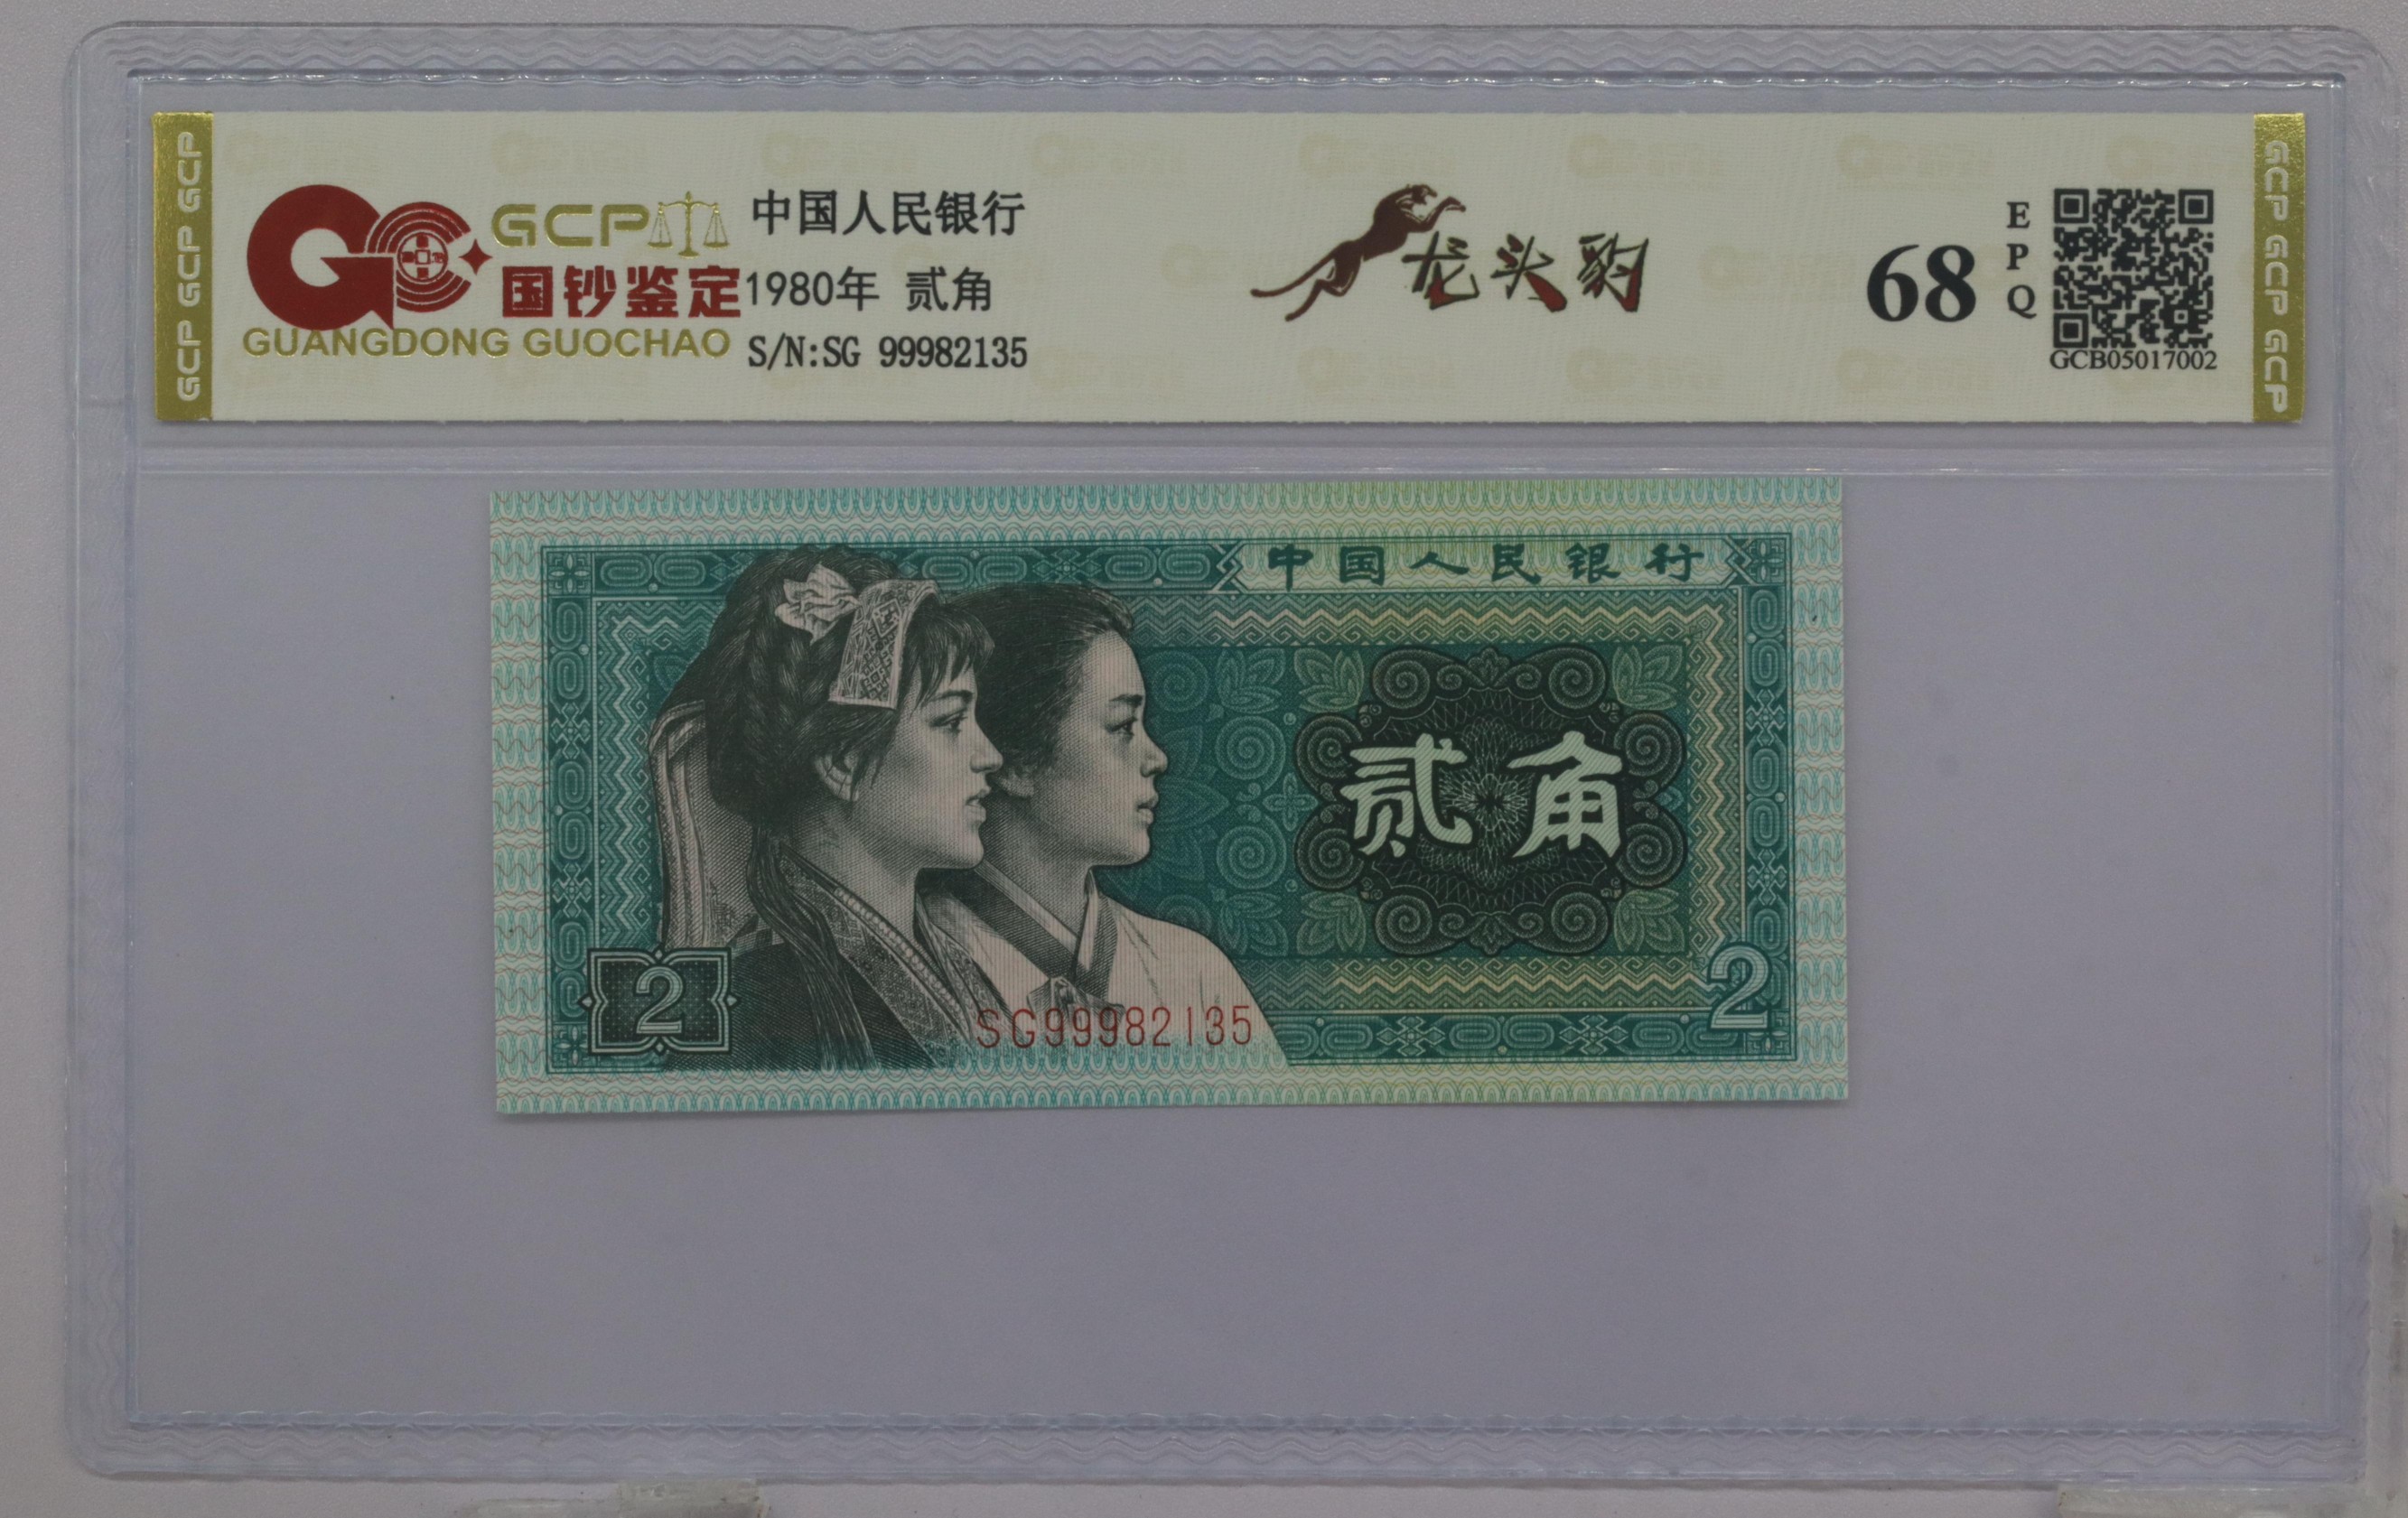 GCP GCP GCP
GCP
国钞鉴定
GUANGDONG GUOCHAO
中国人民银行
1980年 贰角
S/N:SG 99982135
龙头豹
68
EPQ
GCB05017002
GCP GCP GCP
中国人民银行
贰角
2
SG99982135
2